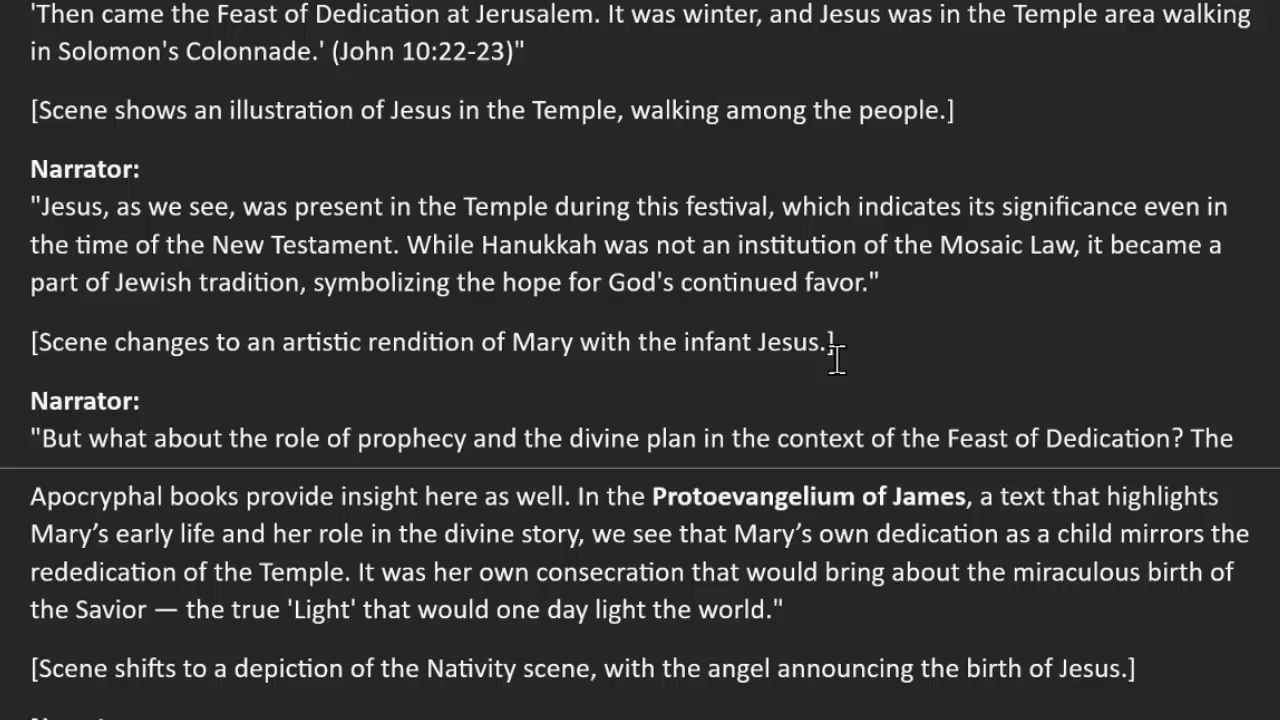 'Then came the Feast of Dedication at Jerusalem. It was winter, and Jesus was in the Temple area walking
in Solomon's Colonnade.' (John 10:22-23)"
[Scene shows an illustration of Jesus in the Temple, walking among the people.]
Narrator:
"Jesus, as we see, was present in the Temple during this festival, which indicates its significance even in
the time of the New Testament. While Hanukkah was not an institution of the Mosaic Law, it became a
part of Jewish tradition, symbolizing the hope for God's continued favor."
[Scene changes to an artistic rendition of Mary with the infant Jesus.]
Narrator:
"But what about the role of prophecy and the divine plan in the context of the Feast of Dedication? The
Apocryphal books provide insight here as well. In the Protoevangelium of James, a text that highlights
Mary’s early life and her role in the divine story, we see that Mary’s own dedication as a child mirrors the
rededication of the Temple. It was her own consecration that would bring about the miraculous birth of
the Savior — the true 'Light' that would one day light the world."
[Scene shifts to a depiction of the Nativity scene, with the angel announcing the birth of Jesus.]